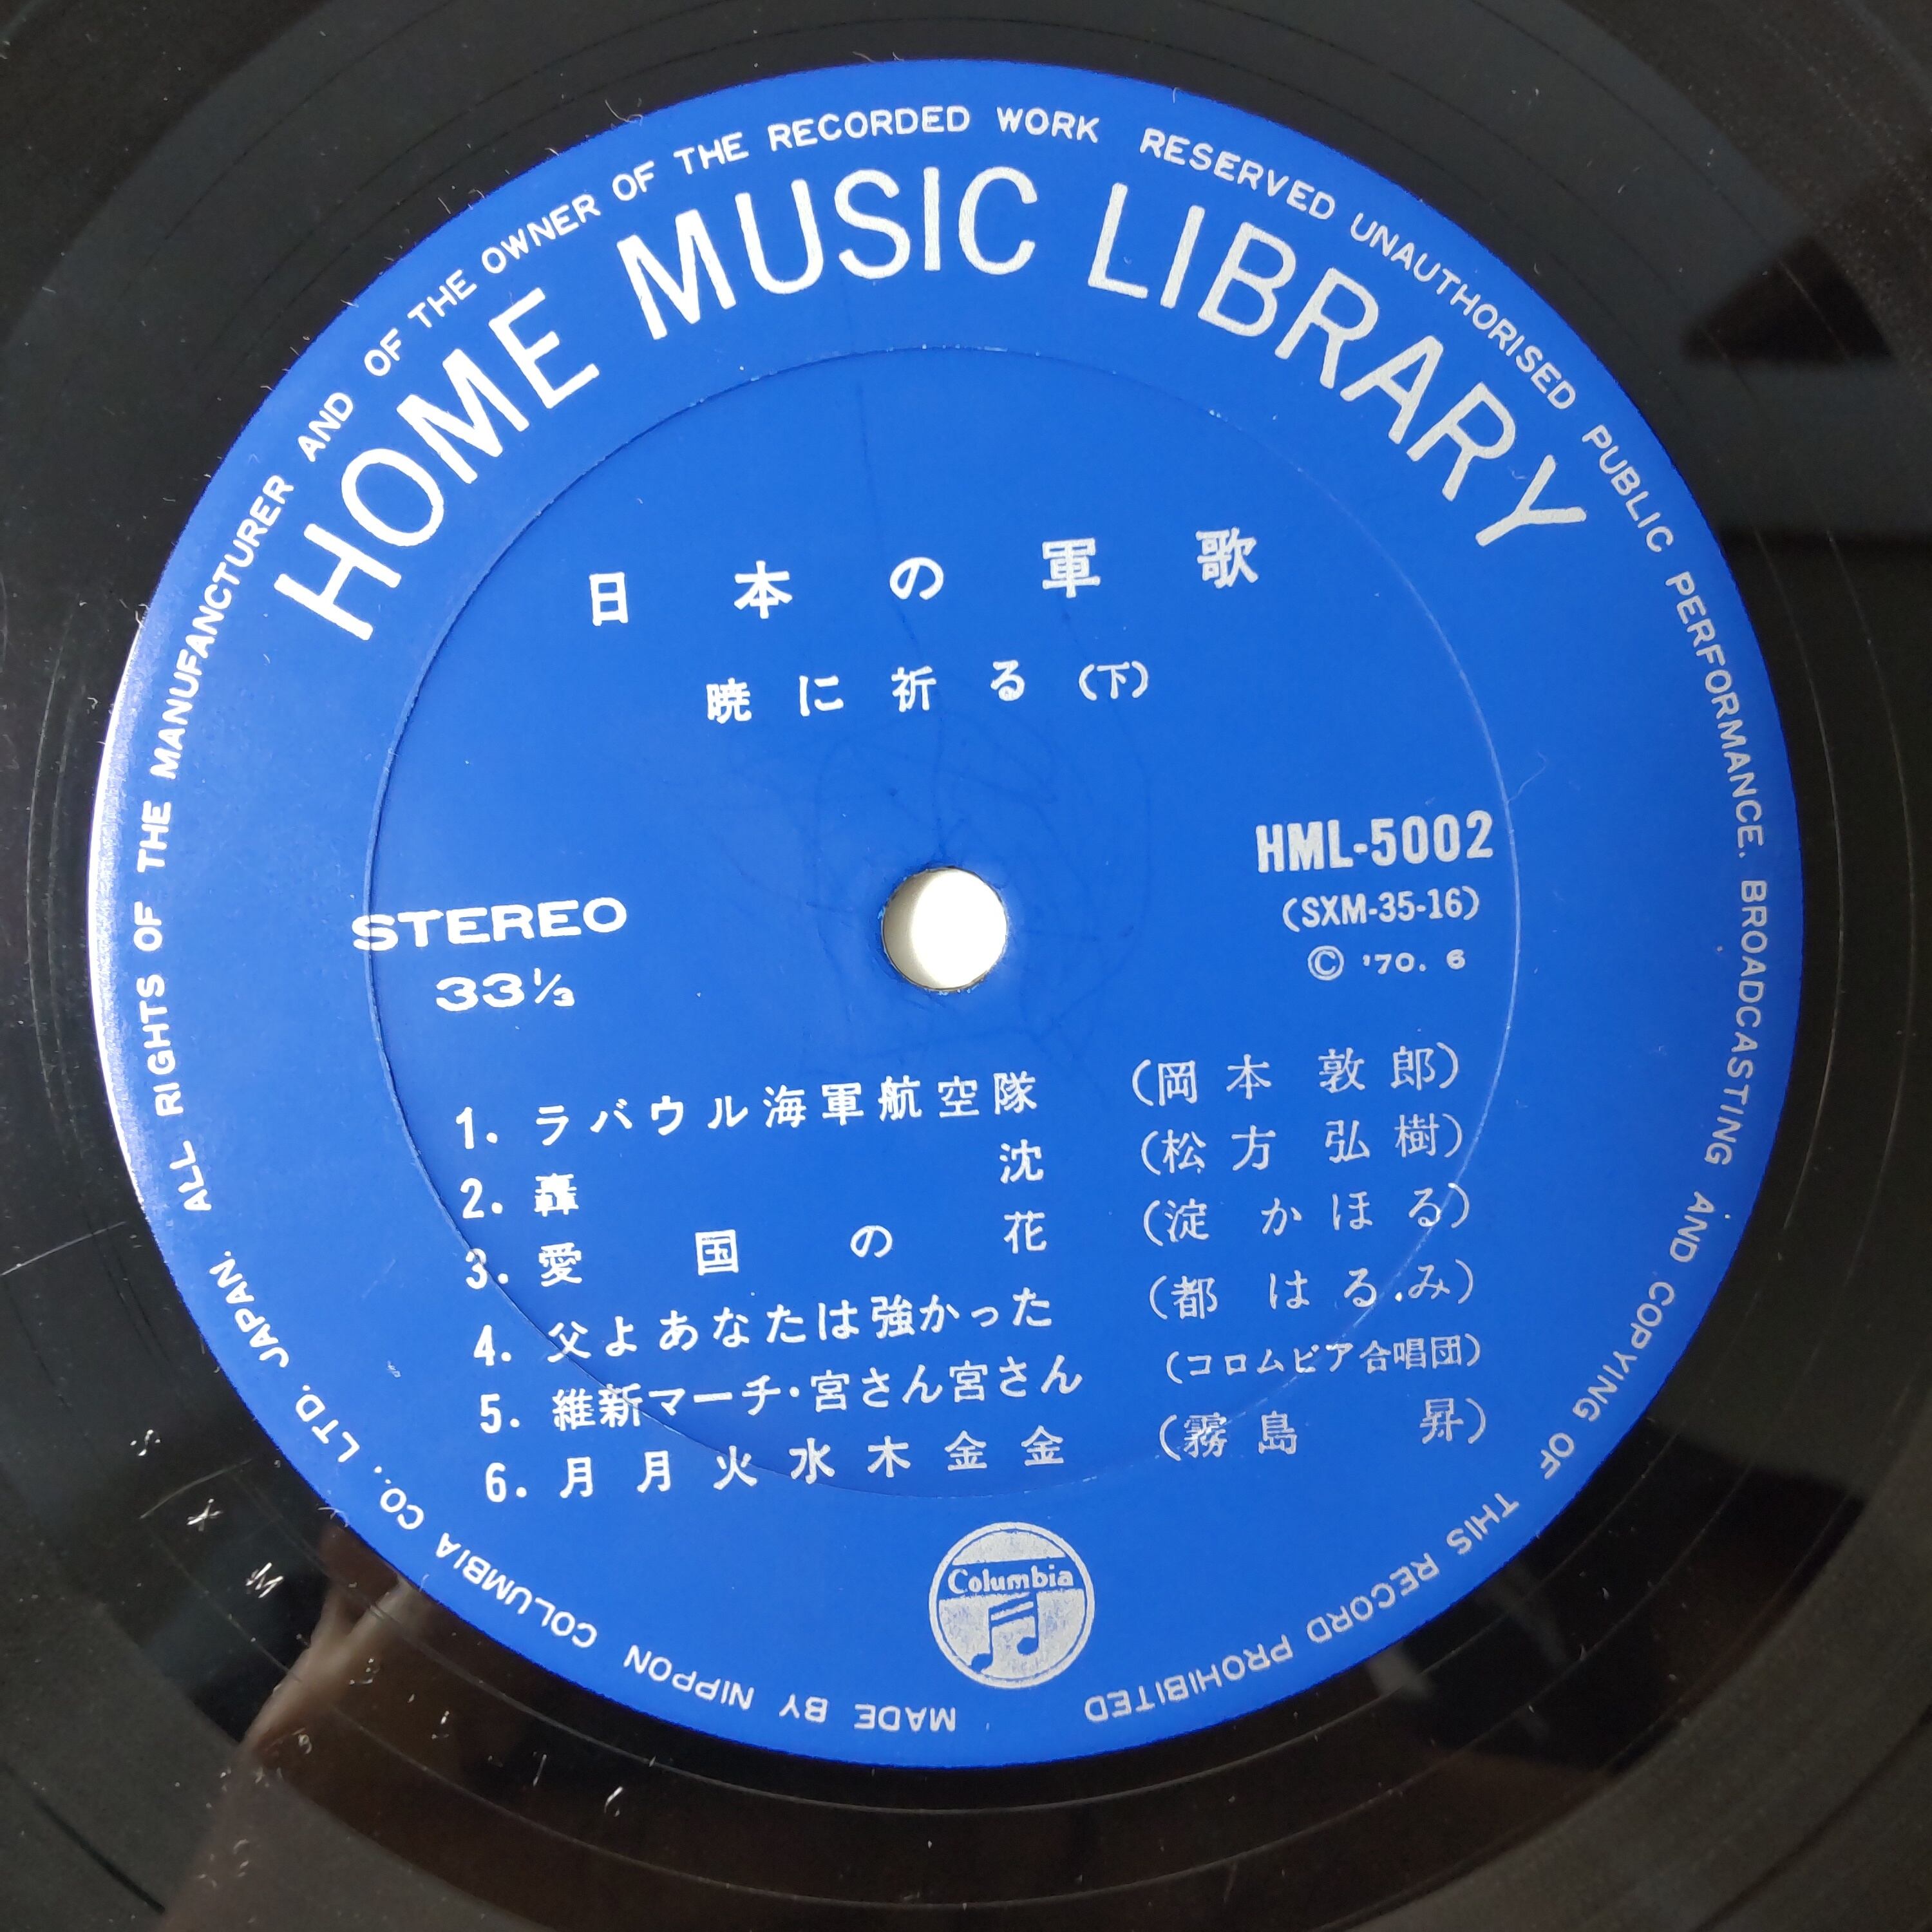 ALL RIGHTS OF THE MANUFANCTURER AND OF THE OWNER OF THE RECORDED WORK RESERVED UNAUTHORISED PUBLIC PERFORMANCE. BROADCASTING AND COPYING OF THIS RECORD PROHIBITED
HOME MUSIC LIBRARY
日本の軍歌
暁に祈る(下)
HML-5002
(SXM-35-16)
© '70. 6
STEREO
33⅓
1. ラバウル海軍航空隊 (岡本 敦郎)
2. 轟沈 (松方 弘樹)
3. 愛国の花 (淀 かほる)
4. 父よあなたは強かった (都 はるみ)
5. 維新マーチ・宮さん宮さん (コロムビア合唱団)
6. 月月火水木金金 (霧島 昇)
Columbia
MADE BY NIPPON COLUMBIA CO., LTD. JAPAN.